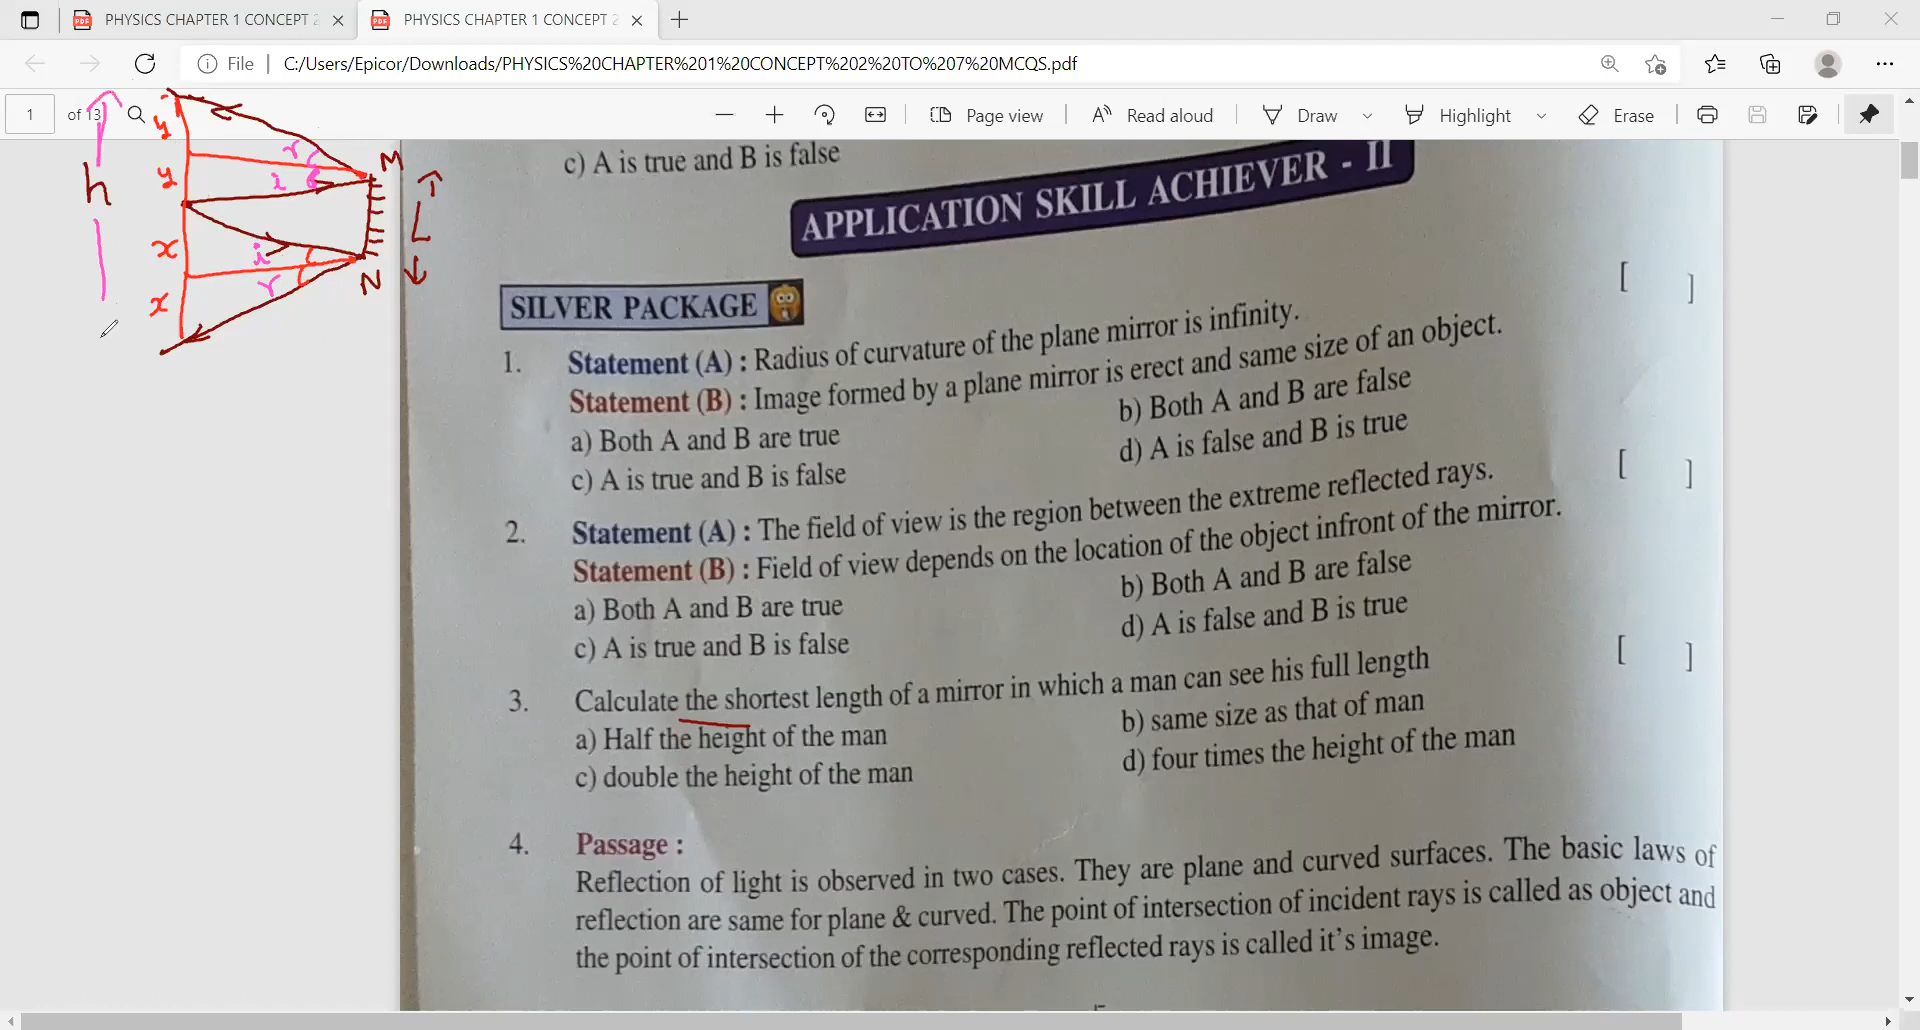 PHYSICS CHAPTER 1 CONCEPT 2
PHYSICS CHAPTER 1 CONCEPT 2
File
C:/Users/Epicor/Downloads/PHYSICS%20CHAPTER%201%20CONCEPT%202%20TO%207%20MCQS.pdf
1 of 13
Page view
Read aloud
Draw
Highlight
Erase
y
r
M
y
i
h
L
x
i
N
r
x
c) A is true and B is false
APPLICATION SKILL ACHIEVER - II
SILVER PACKAGE
[ ]
1. Statement (A) : Radius of curvature of the plane mirror is infinity.
Statement (B) : Image formed by a plane mirror is erect and same size of an object.
a) Both A and B are true b) Both A and B are false
c) A is true and B is false d) A is false and B is true
[ ]
2. Statement (A) : The field of view is the region between the extreme reflected rays.
Statement (B) : Field of view depends on the location of the object infront of the mirror.
a) Both A and B are true b) Both A and B are false
c) A is true and B is false d) A is false and B is true
[ ]
3. Calculate the shortest length of a mirror in which a man can see his full length
a) Half the height of the man b) same size as that of man
c) double the height of the man d) four times the height of the man
4. Passage :
Reflection of light is observed in two cases. They are plane and curved surfaces. The basic laws of
reflection are same for plane & curved. The point of intersection of incident rays is called as object and
the point of intersection of the corresponding reflected rays is called it's image.